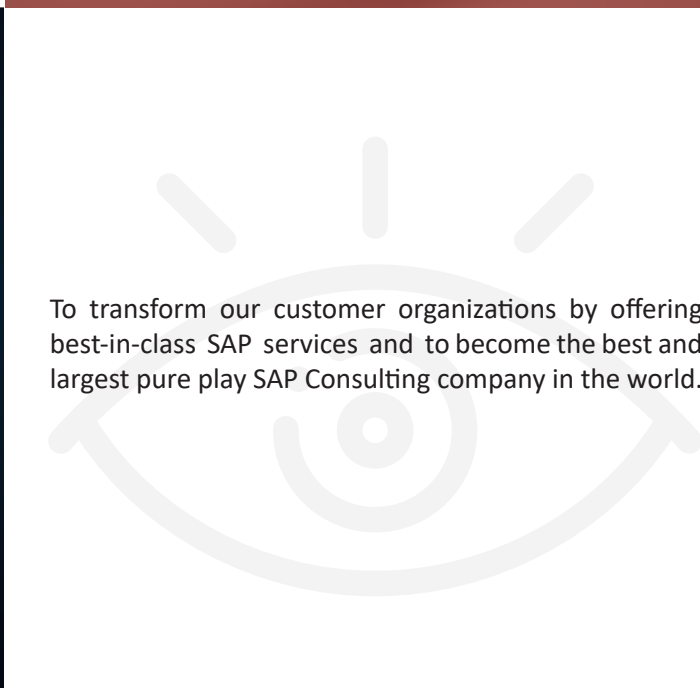 To transform our customer organizations by offering
best-in-class SAP services and to become the best and
largest pure play SAP Consulting company in the world.